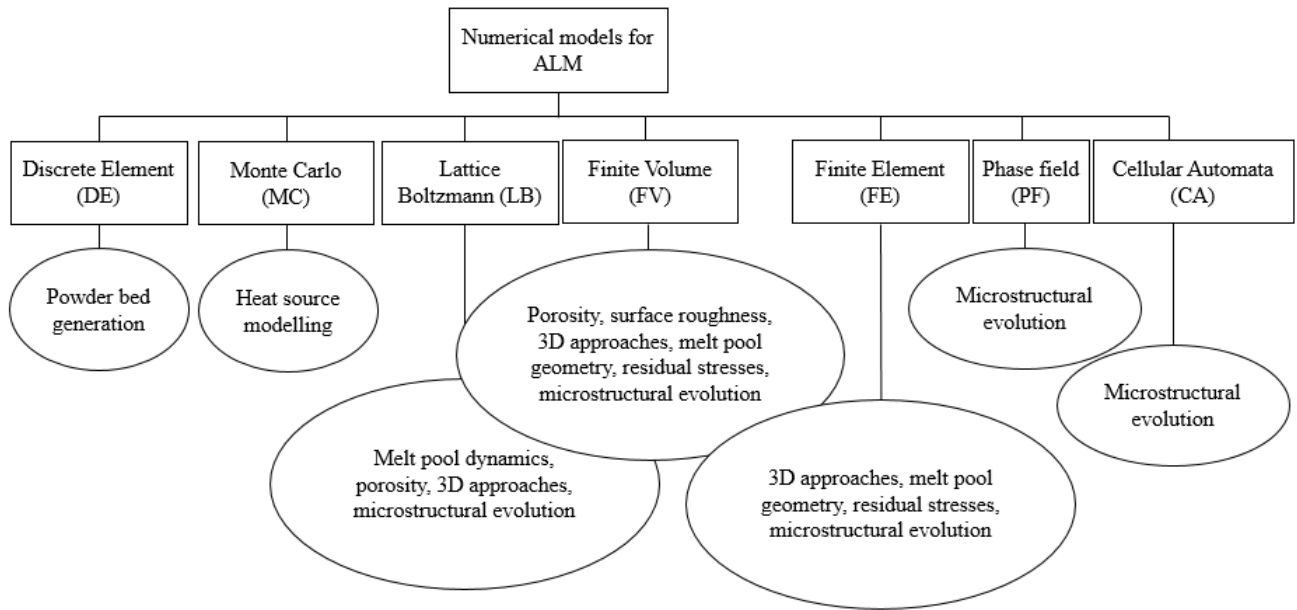 Numerical models for
ALM
Discrete Element
(DE)
Monte Carlo
(MC)
Lattice
Boltzmann (LB)
Finite Volume
(FV)
Finite Element
(FE)
Phase field
(PF)
Cellular Automata
(CA)
Powder bed
generation
Heat source
modelling
Melt pool dynamics,
porosity, 3D approaches,
microstructural evolution
Porosity, surface roughness,
3D approaches, melt pool
geometry, residual stresses,
microstructural evolution
3D approaches, melt pool
geometry, residual stresses,
microstructural evolution
Microstructural
evolution
Microstructural
evolution